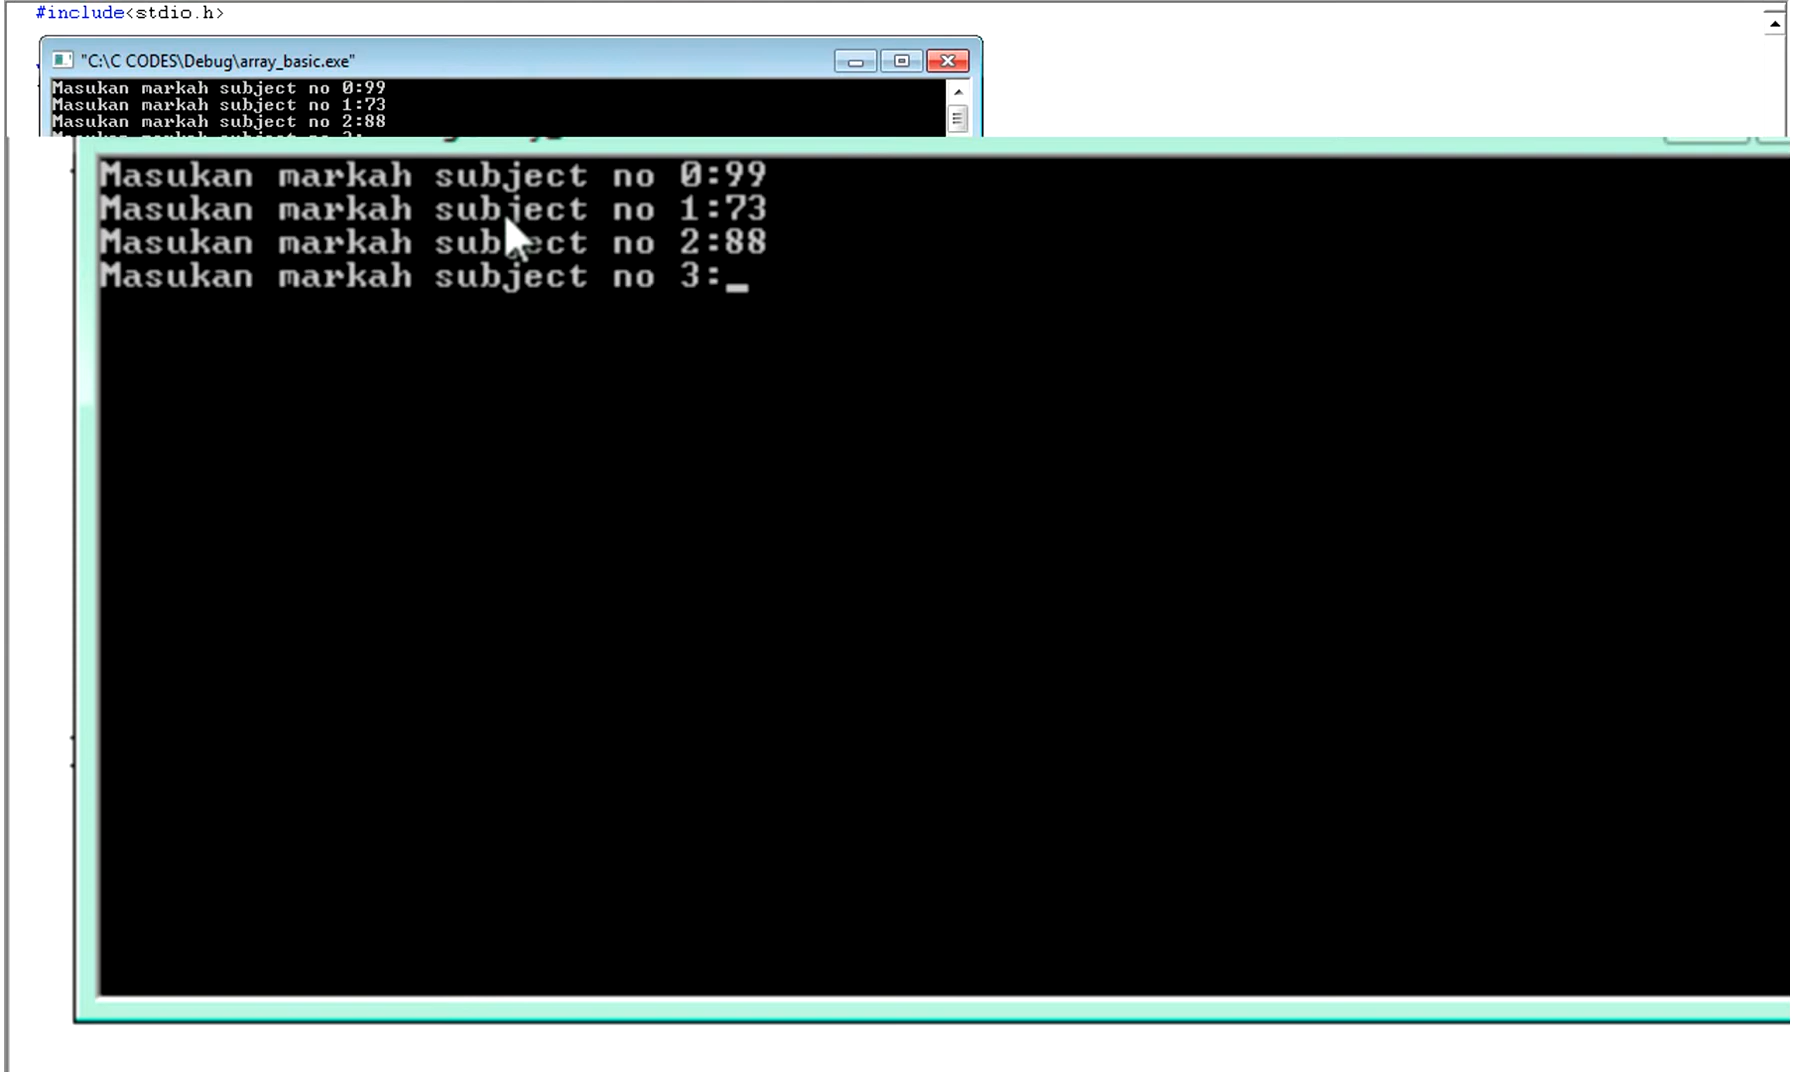 #include<stdio.h>
"C:\C CODES\Debug\array_basic.exe"
Masukan markah subject no 0:99
Masukan markah subject no 1:73
Masukan markah subject no 2:88
Masukan markah subject no 0:99
Masukan markah subject no 1:73
Masukan markah subject no 2:88
Masukan markah subject no 3:_